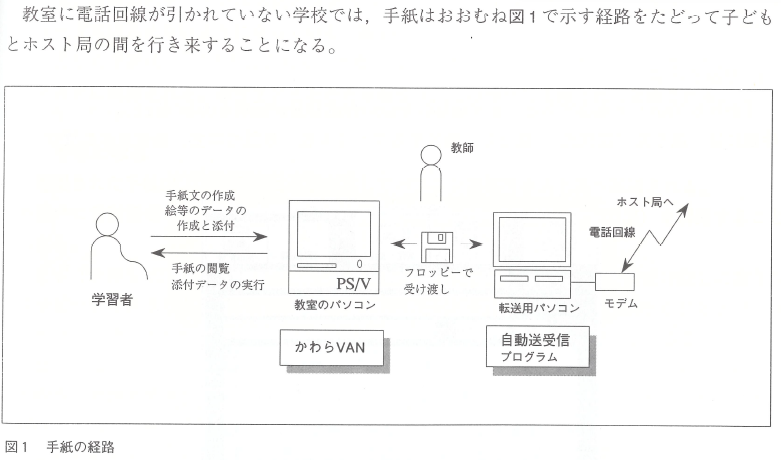 教室に電話回線が引かれていない学校では，手紙はおおむね図1で示す経路をたどって子ども
とホスト局の間を行き来することになる。
教師
手紙文の作成
絵等のデータの
作成と添付
ホスト局へ
電話回線
手紙の閲覧
添付データの実行
PS/V
フロッピーで
受け渡し
学習者
教室のパソコン
転送用パソコン
モデム
かわらVAN
自動送受信
プログラム
図1 手紙の経路